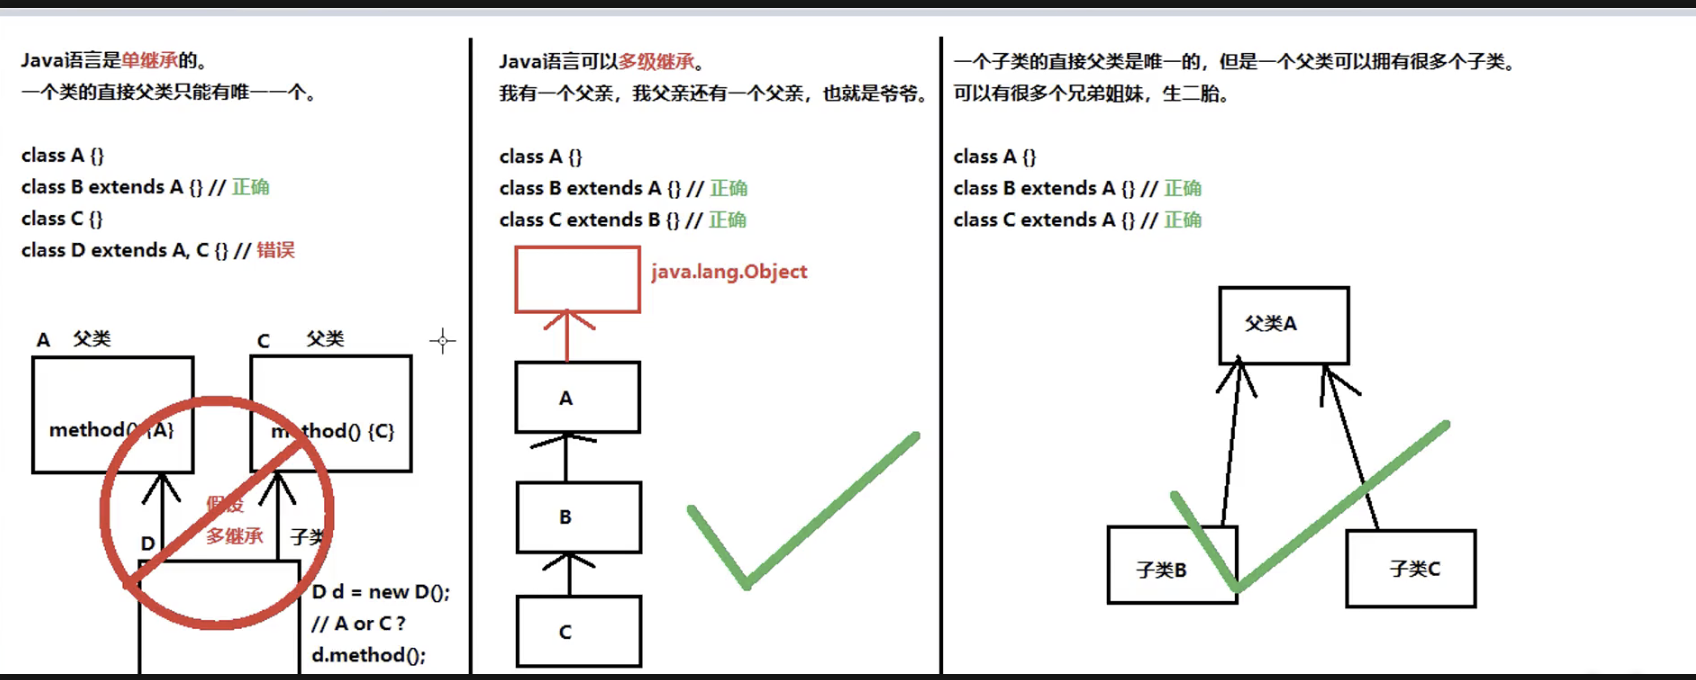 Java语言是单继承的。
一个类的直接父类只能有唯一一个。
class A {}
class B extends A {} // 正确
class C {}
class D extends A, C {} // 错误
A 父类
C 父类
method() {A}
method() {C}
假设
多继承
D
子类
D d = new D();
// A or C ?
d.method();
Java语言可以多级继承。
我有一个父亲，我父亲还有一个父亲，也就是爷爷。
class A {}
class B extends A {} // 正确
class C extends B {} // 正确
java.lang.Object
A
B
C
一个子类的直接父类是唯一的，但是一个父类可以拥有很多个子类。
可以有很多个兄弟姐妹，生二胎。
class A {}
class B extends A {} // 正确
class C extends A {} // 正确
父类A
子类B
子类C